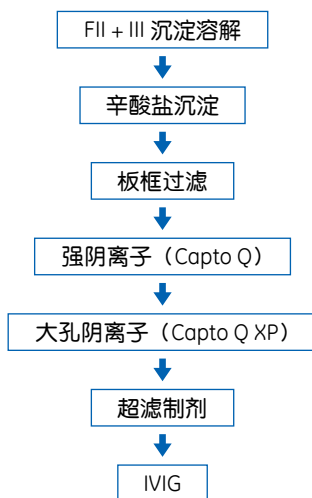 FII + III 沉淀溶解
辛酸盐沉淀
板框过滤
强阴离子（Capto Q）
大孔阴离子（Capto Q XP）
超滤制剂
IVIG